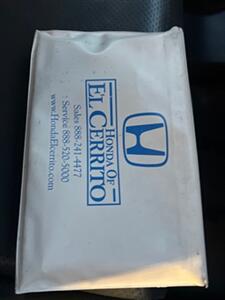 HONDA OF
EL CERRITO
Sales 888-241-4477
Service 888-520-5000
www.HondaElcerrito.com